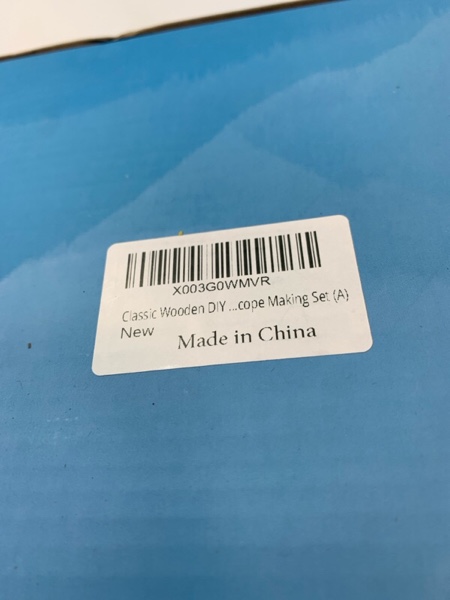 X003G0WMVR
Classic Wooden DIY ...cope Making Set (A)
New
Made in China